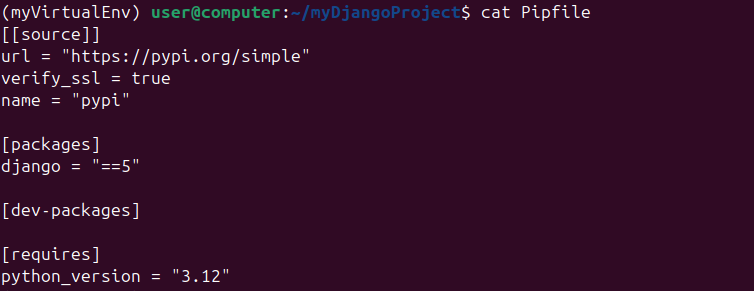 (myVirtualEnv) user@computer:~/myDjangoProject$ cat Pipfile
[[source]]
url = "https://pypi.org/simple"
verify_ssl = true
name = "pypi"
[packages]
django = "==5"
[dev-packages]
[requires]
python_version = "3.12"